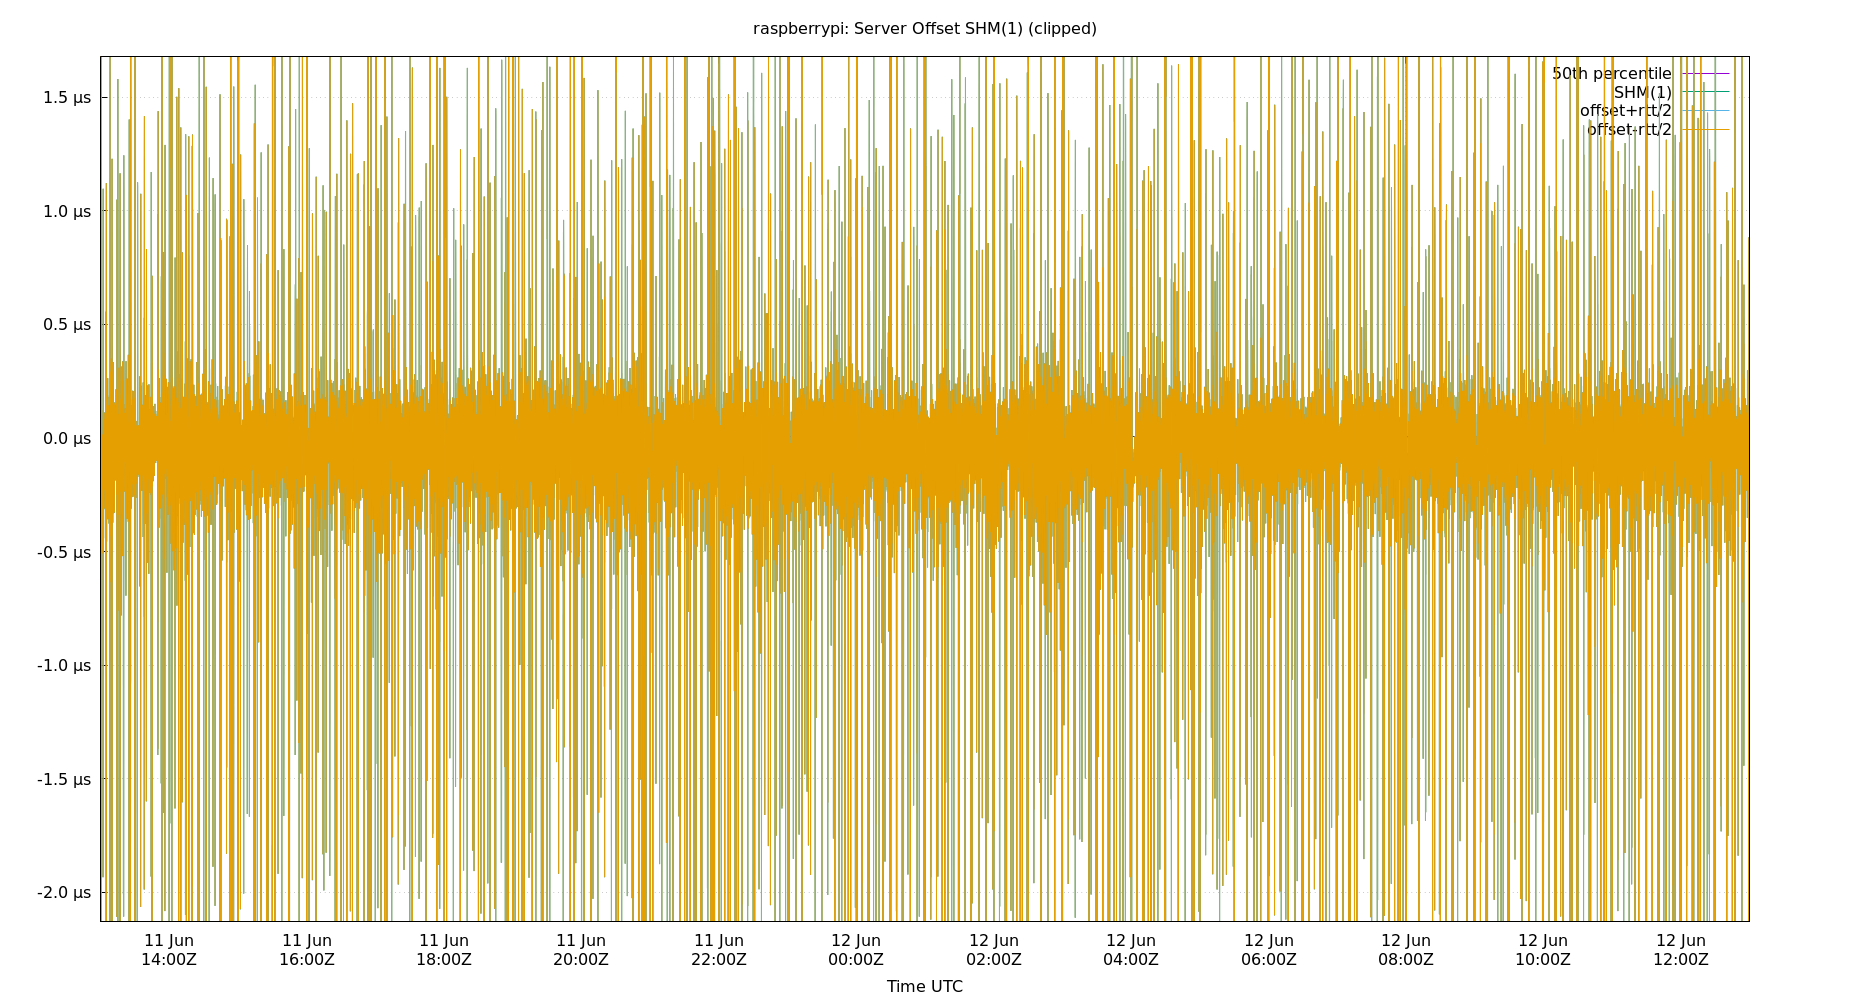 raspberrypi: Server Offset SHM(1) (clipped)
50th percentile
SHM(1)
offset+rtt/2
offset-rtt/2
1.5 µs
1.0 µs
0.5 µs
0.0 µs
-0.5 µs
-1.0 µs
-1.5 µs
-2.0 µs
11 Jun 11 Jun 11 Jun 11 Jun 11 Jun 12 Jun 12 Jun 12 Jun 12 Jun 12 Jun 12 Jun 12 Jun
14:00Z 16:00Z 18:00Z 20:00Z 22:00Z 00:00Z 02:00Z 04:00Z 06:00Z 08:00Z 10:00Z 12:00Z
Time UTC